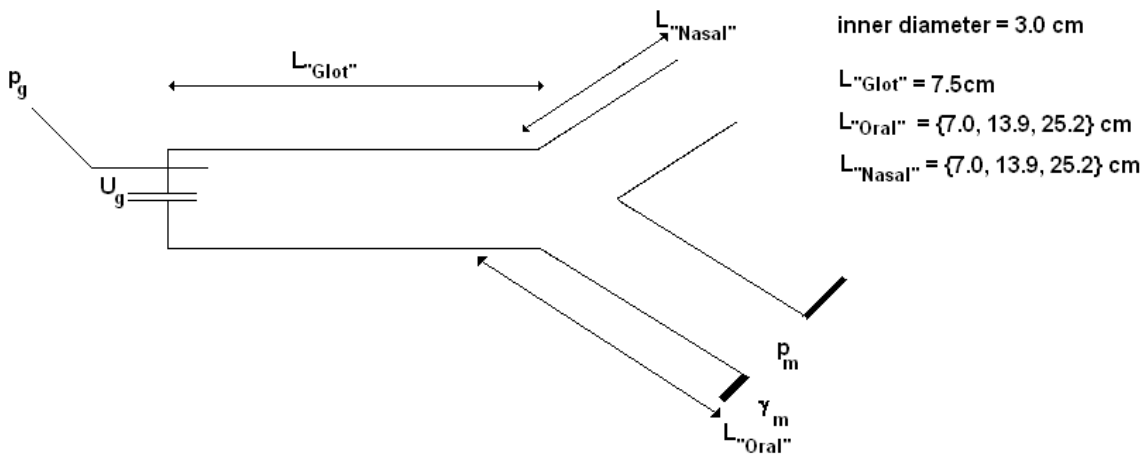 L"Nasal"
inner diameter = 3.0 cm
L"Glot"
p_g
L"Glot" = 7.5cm
L"Oral" = {7.0, 13.9, 25.2} cm
L"Nasal" = {7.0, 13.9, 25.2} cm
U_g
p_m
γ_m
L"Oral"